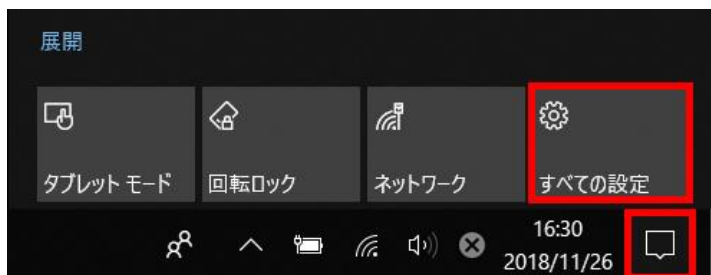 展開
タブレット モード
回転ロック
ネットワーク
すべての設定
16:30
2018/11/26